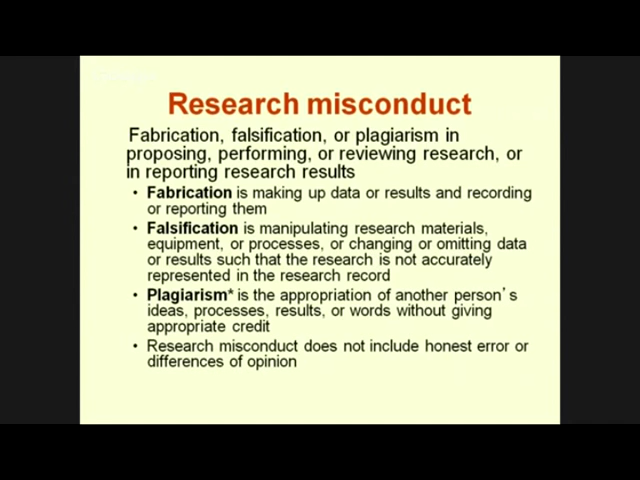 Research misconduct
Fabrication, falsification, or plagiarism in
proposing, performing, or reviewing research, or
in reporting research results
• Fabrication is making up data or results and recording
or reporting them
• Falsification is manipulating research materials,
equipment, or processes, or changing or omitting data
or results such that the research is not accurately
represented in the research record
• Plagiarism* is the appropriation of another person’s
ideas, processes, results, or words without giving
appropriate credit
• Research misconduct does not include honest error or
differences of opinion